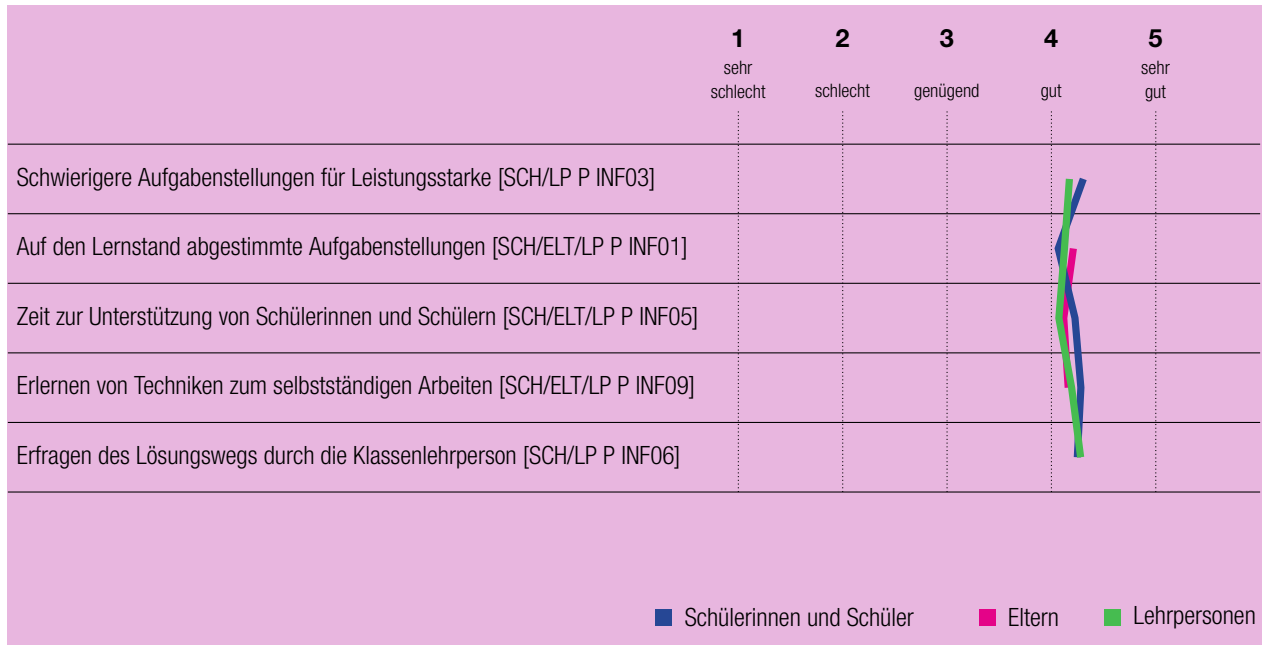 1 2 3 4 5
sehr schlecht schlecht genügend gut sehr gut
Schwierigere Aufgabenstellungen für Leistungsstarke [SCH/LP P INF03]
Auf den Lernstand abgestimmte Aufgabenstellungen [SCH/ELT/LP P INF01]
Zeit zur Unterstützung von Schülerinnen und Schülern [SCH/ELT/LP P INF05]
Erlernen von Techniken zum selbstständigen Arbeiten [SCH/ELT/LP P INF09]
Erfragen des Lösungswegs durch die Klassenlehrperson [SCH/LP P INF06]
Schülerinnen und Schüler Eltern Lehrpersonen